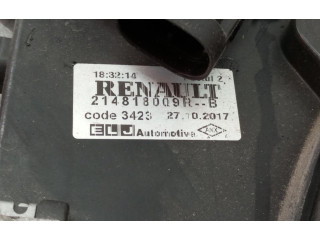 18:32:14
RENAULT
214818009R--B
code 3423 27.10.2017
ELJ Automotive